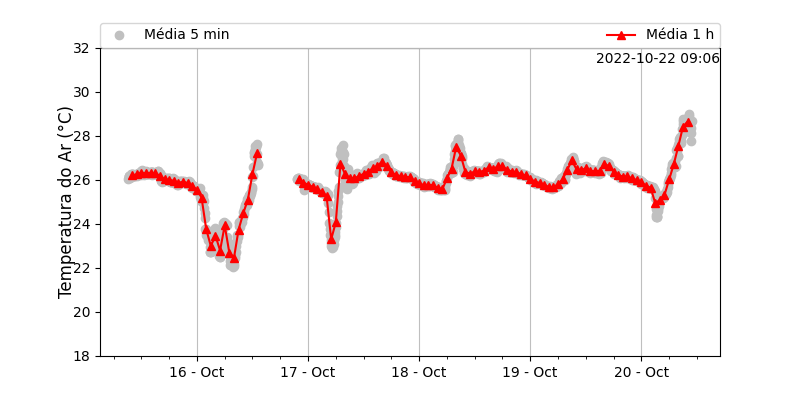 Média 5 min
Média 1 h
2022-10-22 09:06
Temperatura do Ar (°C)
32
30
28
26
24
22
20
18
16 - Oct
17 - Oct
18 - Oct
19 - Oct
20 - Oct